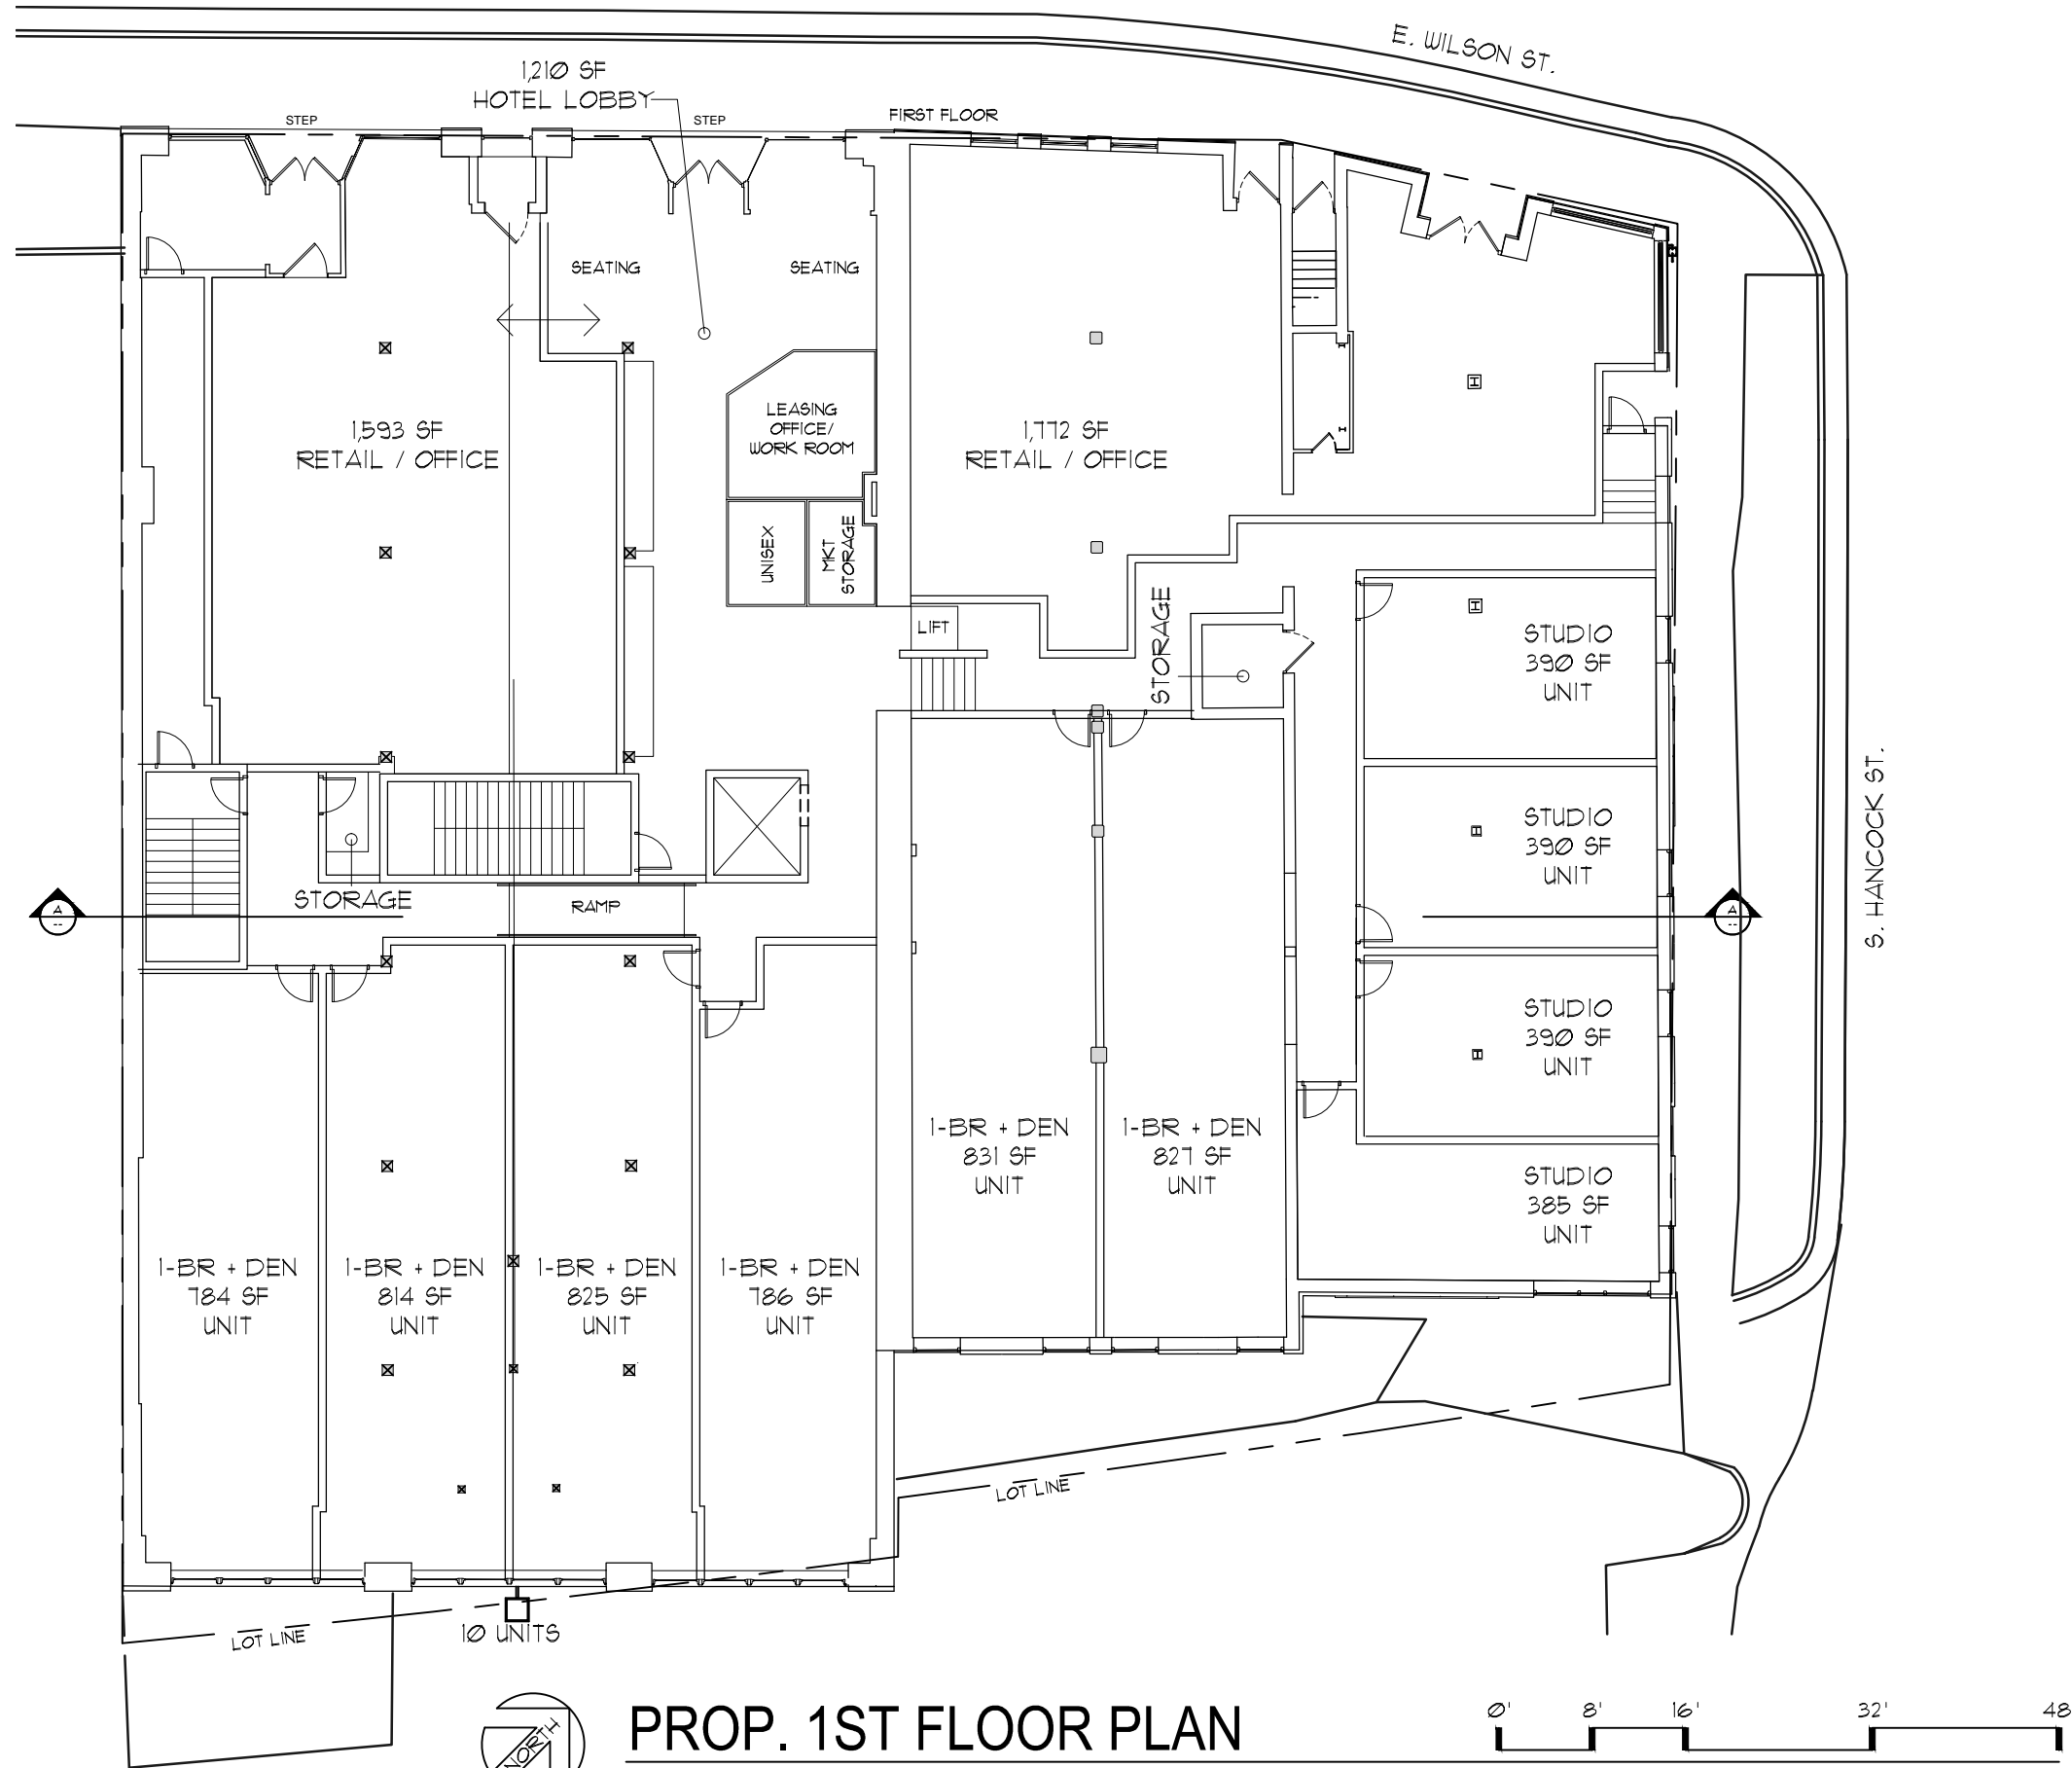 E. WILSON ST.
1,210 SF
HOTEL LOBBY
STEP
STEP
FIRST FLOOR
SEATING
SEATING
LEASING
OFFICE/
WORK ROOM
1,593 SF
RETAIL / OFFICE
1,772 SF
RETAIL / OFFICE
UNISEX
MKT
STORAGE
LIFT
STORAGE
STUDIO
390 SF
UNIT
STUDIO
390 SF
UNIT
S. HANCOCK ST.
STORAGE
RAMP
A
--
A
--
STUDIO
390 SF
UNIT
1-BR + DEN
831 SF
UNIT
1-BR + DEN
827 SF
UNIT
STUDIO
385 SF
UNIT
1-BR + DEN
784 SF
UNIT
1-BR + DEN
814 SF
UNIT
1-BR + DEN
825 SF
UNIT
1-BR + DEN
786 SF
UNIT
LOT LINE
LOT LINE
10 UNITS
NORTH
PROP. 1ST FLOOR PLAN
0' 8' 16' 32' 48